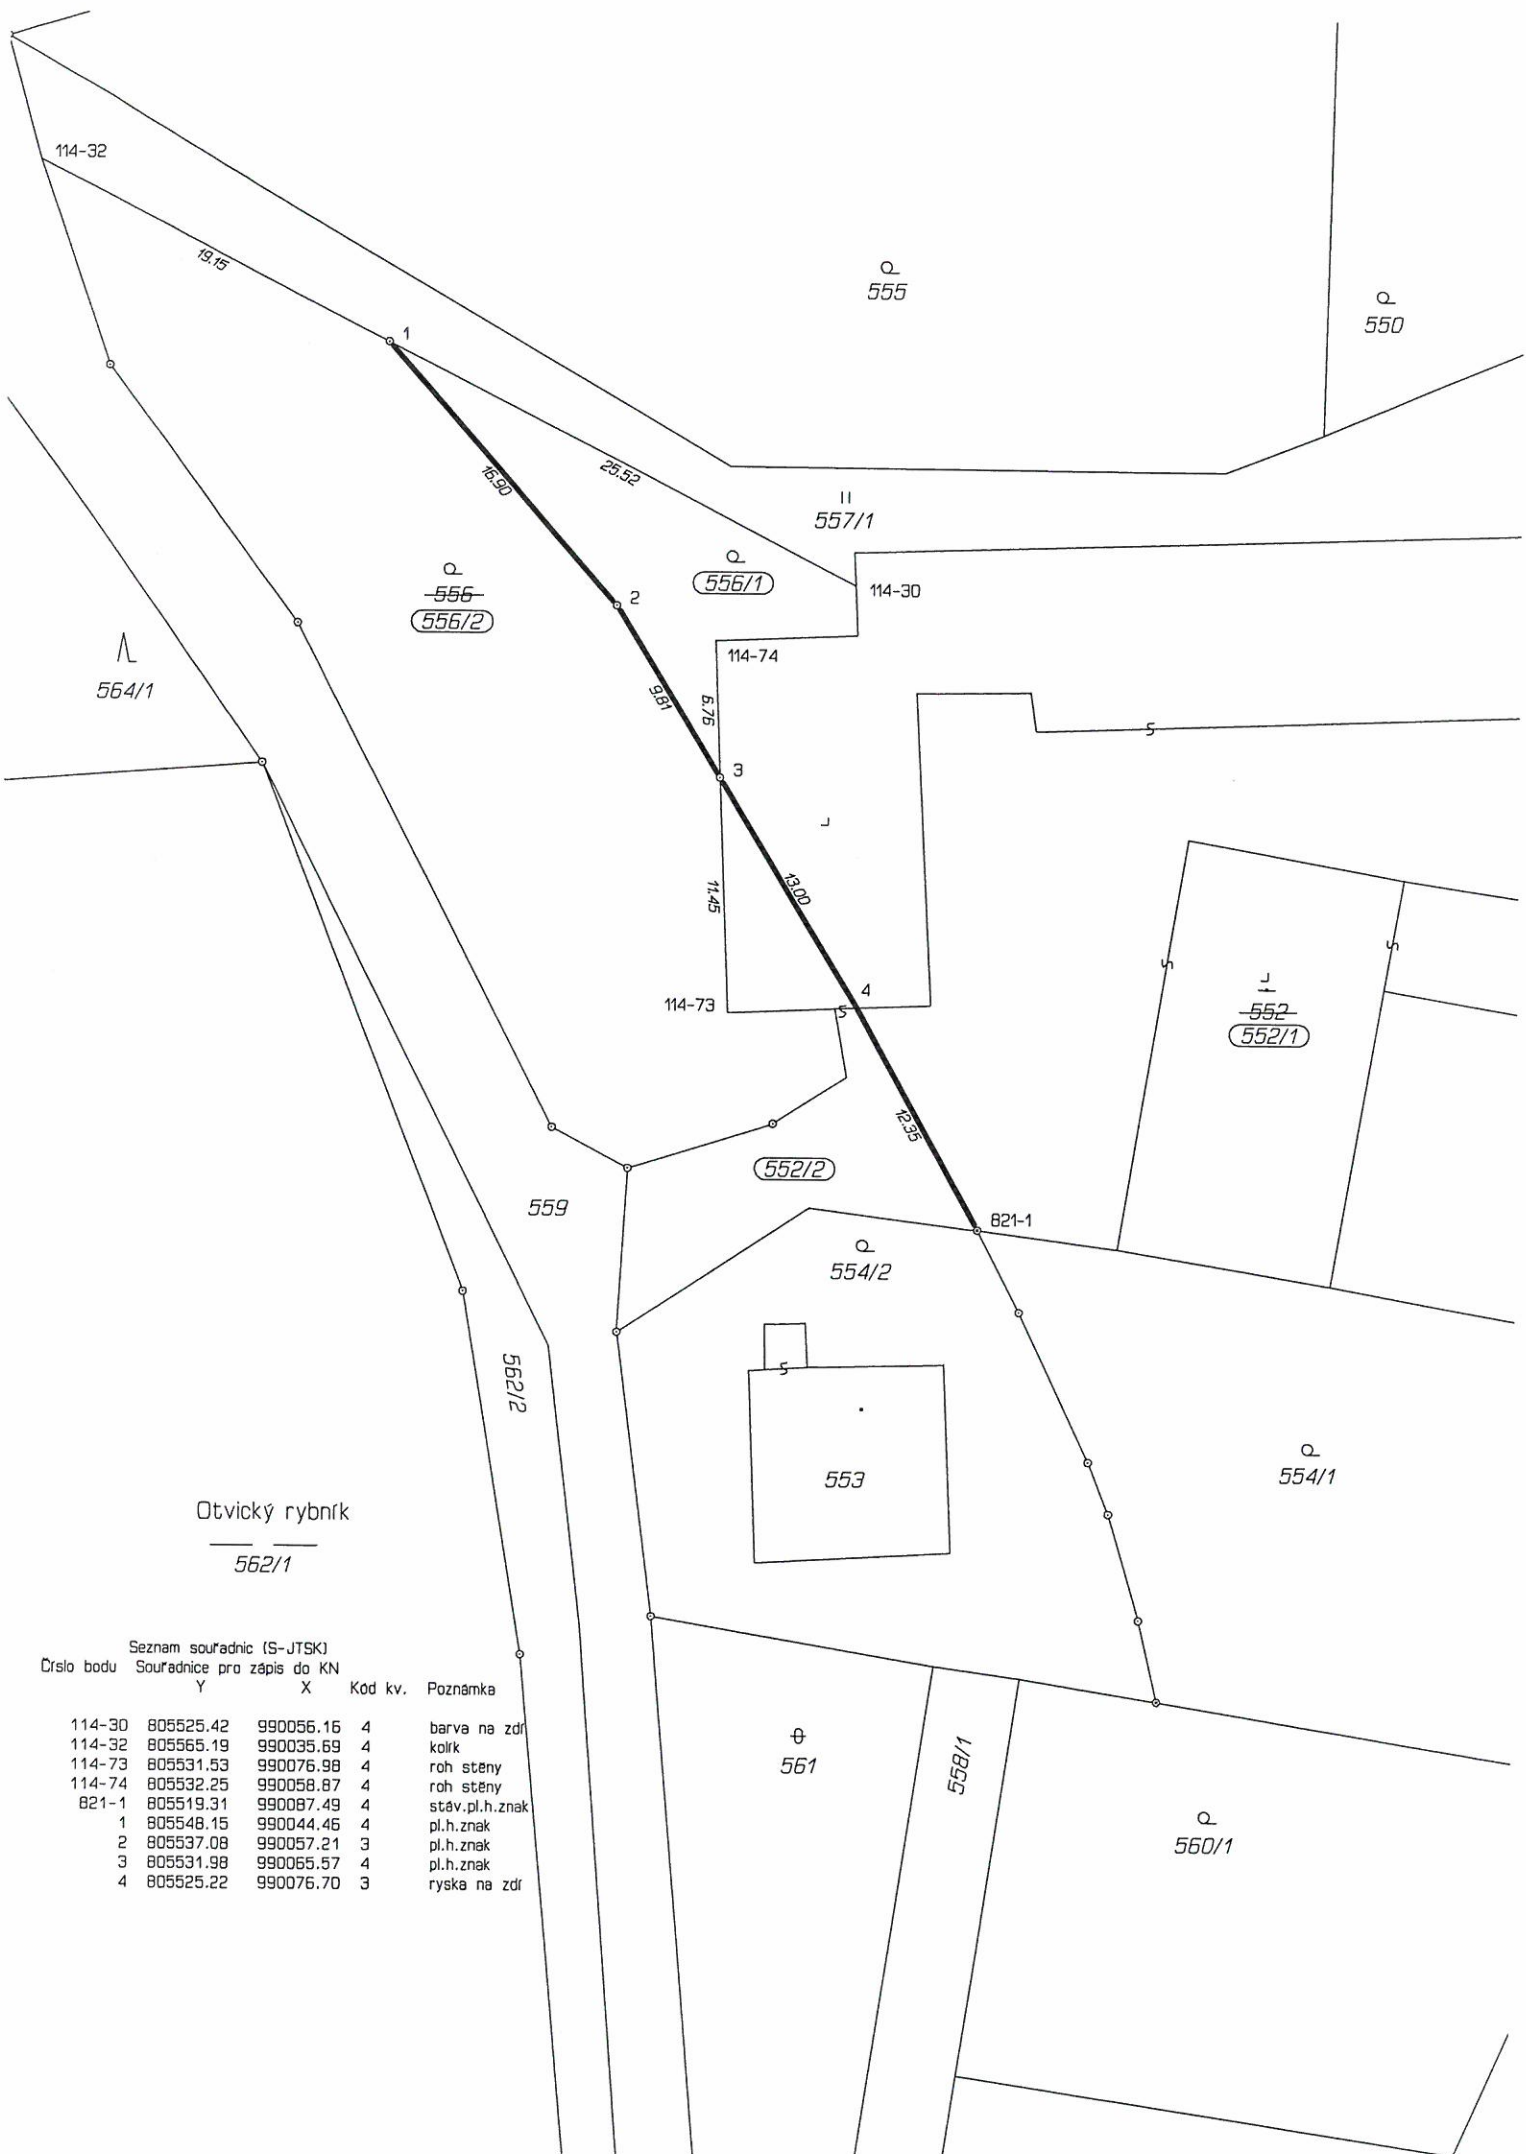 114-32
19.15
1
555
550
16.90
25.52
557/1
556
556/2
556/1
2
114-30
114-74
564/1
9.81
6.76
3
11.45
13.00
114-73
4
552
552/1
12.35
552/2
559
821-1
554/2
562/2
553
554/1
Otvický rybník
562/1
Seznam souřadnic (S-JTSK)
Číslo bodu Souřadnice pro zápis do KN
Y X Kód kv. Poznámka
114-30 805525.42 990056.16 4 barva na zdí
114-32 805565.19 990035.69 4 kolík
114-73 805531.53 990076.98 4 roh stěny
114-74 805532.25 990058.87 4 roh stěny
821-1 805519.31 990087.49 4 stáv.pl.h.znak
1 805548.15 990044.46 4 pl.h.znak
2 805537.08 990057.21 3 pl.h.znak
3 805531.98 990065.57 4 pl.h.znak
4 805525.22 990076.70 3 ryska na zdí
561
558/1
560/1